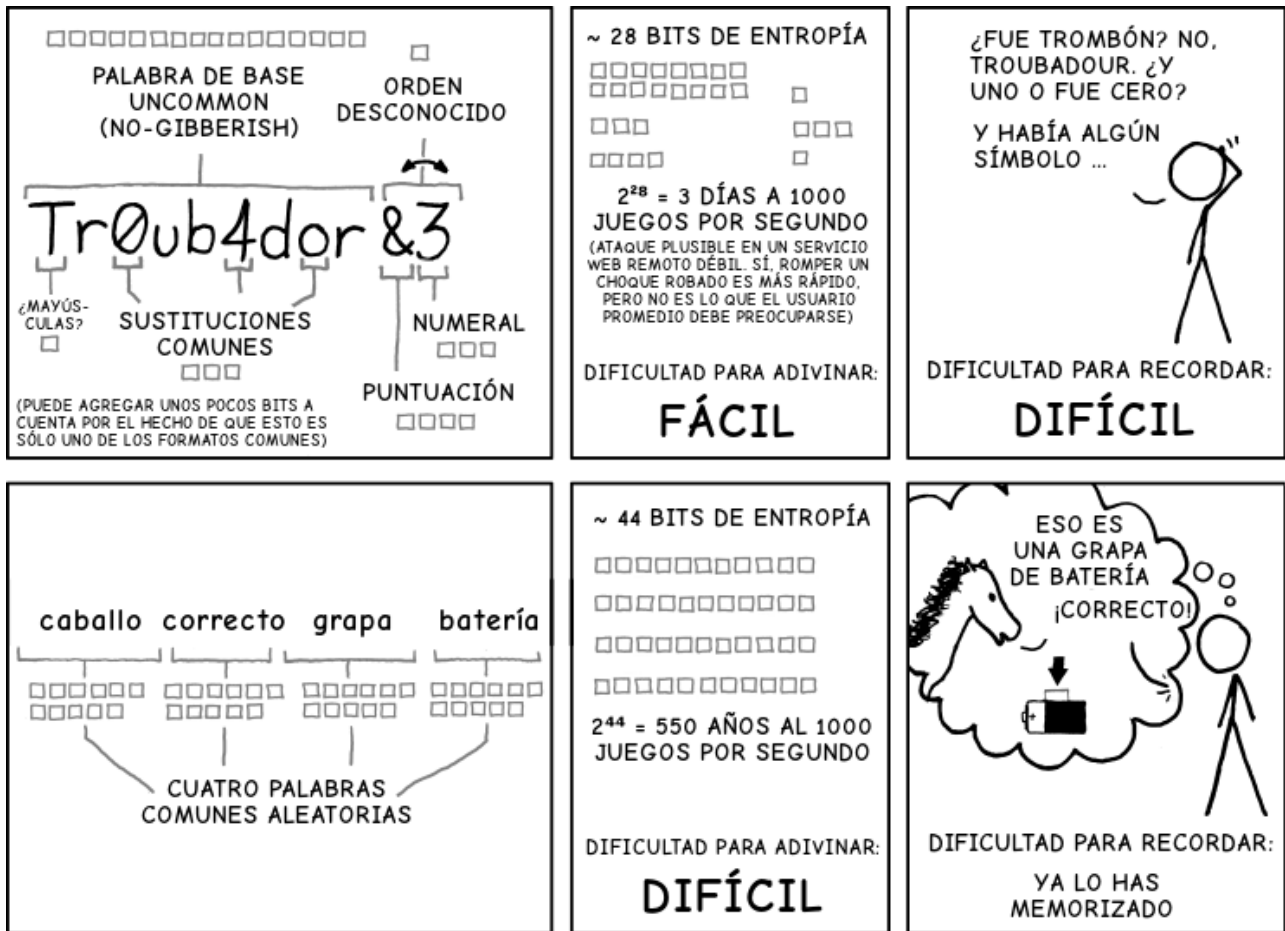 PALABRA DE BASE
UNCOMMON
(NO-GIBBERISH)
ORDEN
DESCONOCIDO
Tr0ub4dor &3
¿MAYÚS-
CULAS?
SUSTITUCIONES
COMUNES
NUMERAL
PUNTUACIÓN
(PUEDE AGREGAR UNOS POCOS BITS A
CUENTA POR EL HECHO DE QUE ESTO ES
SÓLO UNO DE LOS FORMATOS COMUNES)
~ 28 BITS DE ENTROPÍA
2²⁸ = 3 DÍAS A 1000
JUEGOS POR SEGUNDO
(ATAQUE PLUSIBLE EN UN SERVICIO
WEB REMOTO DÉBIL. SÍ, ROMPER UN
CHOQUE ROBADO ES MÁS RÁPIDO,
PERO NO ES LO QUE EL USUARIO
PROMEDIO DEBE PREOCUPARSE)
DIFICULTAD PARA ADIVINAR:
FÁCIL
¿FUE TROMBÓN? NO,
TROUBADOUR. ¿Y
UNO O FUE CERO?
Y HABÍA ALGÚN
SÍMBOLO ...
DIFICULTAD PARA RECORDAR:
DIFÍCIL
caballo correcto grapa batería
CUATRO PALABRAS
COMUNES ALEATORIAS
~ 44 BITS DE ENTROPÍA
2⁴⁴ = 550 AÑOS AL 1000
JUEGOS POR SEGUNDO
DIFICULTAD PARA ADIVINAR:
DIFÍCIL
ESO ES
UNA GRAPA
DE BATERÍA
¡CORRECTO!
+
DIFICULTAD PARA RECORDAR:
YA LO HAS
MEMORIZADO